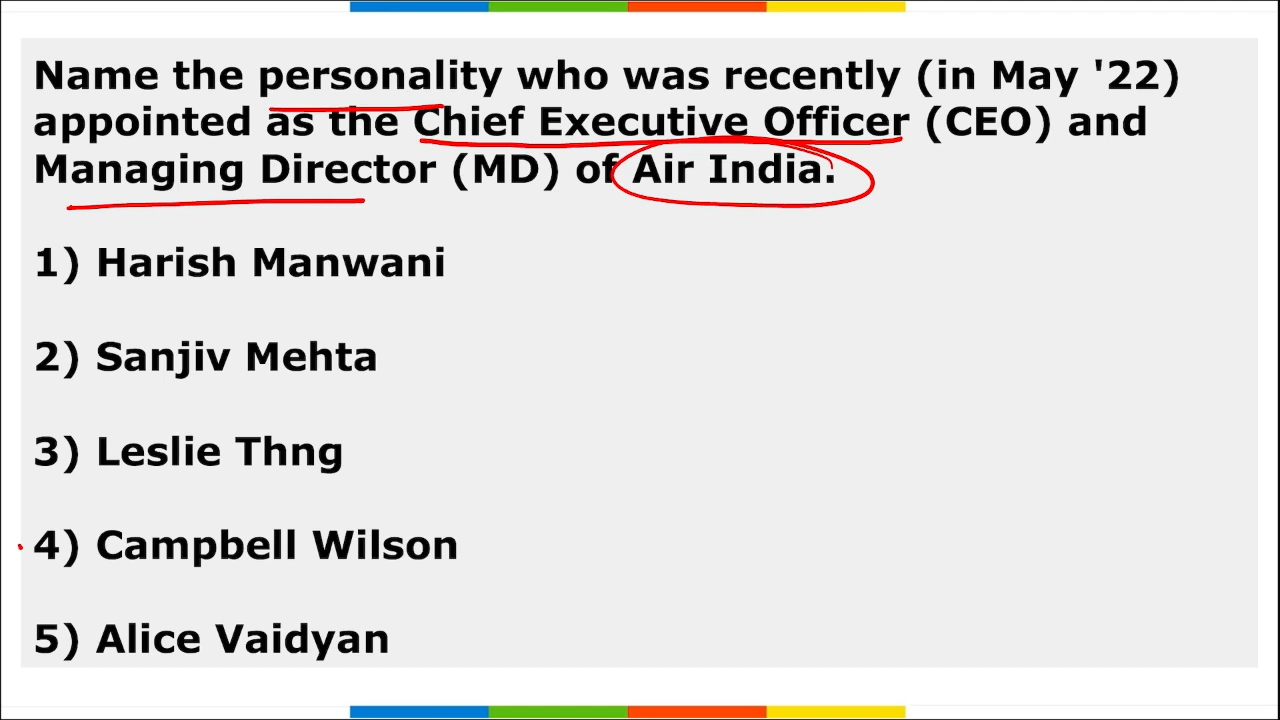 Name the personality who was recently (in May '22)
appointed as the Chief Executive Officer (CEO) and
Managing Director (MD) of Air India.
1) Harish Manwani
2) Sanjiv Mehta
3) Leslie Thng
4) Campbell Wilson
5) Alice Vaidyan